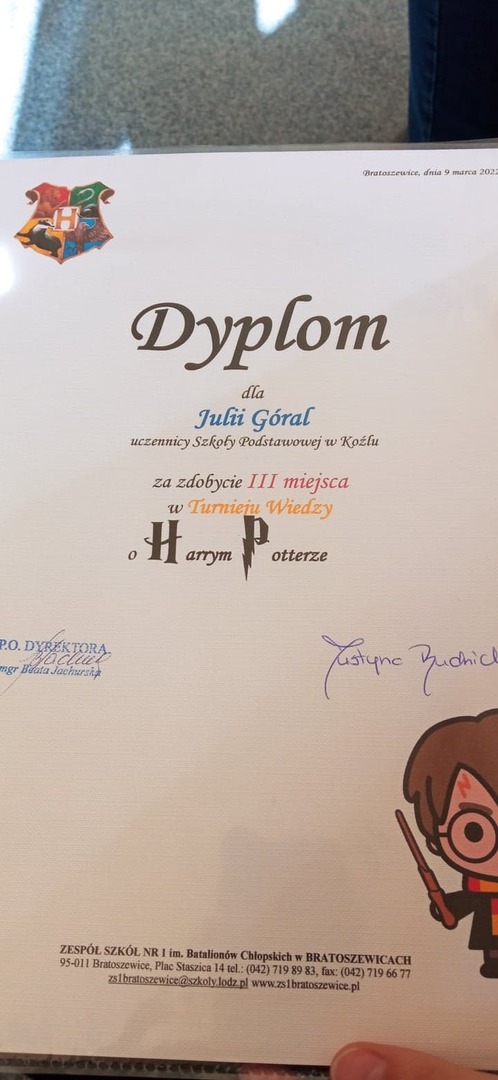 Bratoszewice, dnia 9 marca 2022
H
Dyplom
dla
Julii Góral
uczennicy Szkoły Podstawowej w Koźlu
za zdobycie III miejsca
w Turnieju Wiedzy
o Harrym Potterze
P.O. DYREKTORA
mgr Beata Jachurska
Justyna
ZESPÓŁ SZKÓŁ NR 1 im. Batalionów Chłopskich w BRATOSZEWICACH
95-011 Bratoszewice, Plac Staszica 14 tel.: (042) 719 89 83, fax: (042) 719 66 77
zs1bratoszewice@szkoly.lodz.pl www.zs1bratoszewice.pl